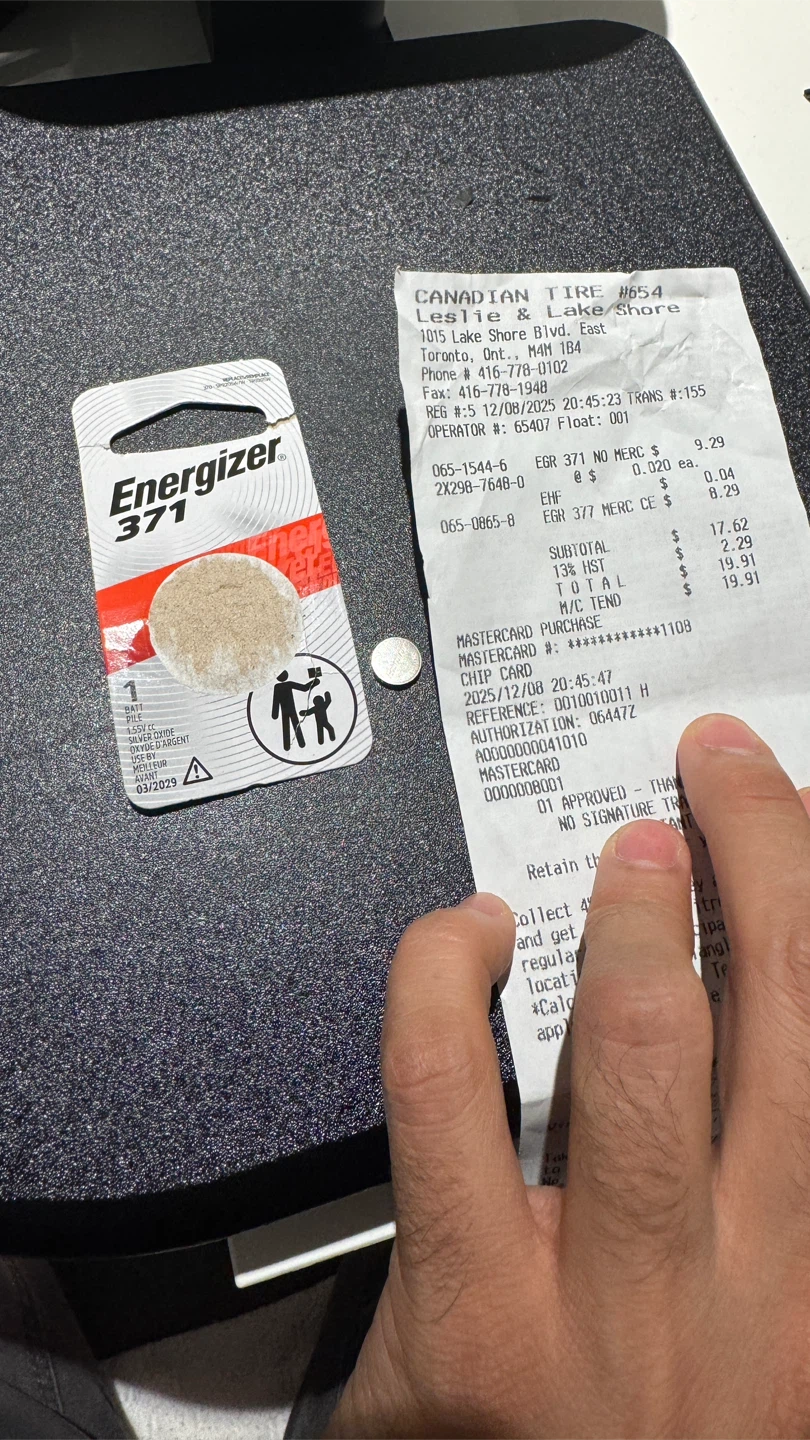 Energizer®
371
1
BATT
PILE
1.55V cc
SILVER OXIDE
OXYDE D'ARGENT
USE BY
MEILLEUR
AVANT
03/2029
CANADIAN TIRE #654
Leslie & Lake Shore
1015 Lake Shore Blvd. East
Toronto, Ont., M4M 1B4
Phone # 416-778-0102
Fax: 416-778-1948
REG #:5 12/08/2025 20:45:23 TRANS #:155
OPERATOR #: 65407 Float: 001
065-1544-6 EGR 371 NO MERC $ 9.29
2X298-7648-0 @ $ 0.020 ea.
EHF $ 0.04
065-0865-8 EGR 377 MERC CE $ 8.29
SUBTOTAL $ 17.62
13% HST $ 2.29
T O T A L $ 19.91
M/C TEND $ 19.91
MASTERCARD PURCHASE
MASTERCARD #: ************1108
CHIP CARD
2025/12/08 20:45:47
REFERENCE: 0010010011 H
AUTHORIZATION: 06447Z
A0000000041010
MASTERCARD
0000008001
01 APPROVED - THAN
NO SIGNATURE TR
Retain th
Collect 4
and get
regula
locati
*Calc
appl